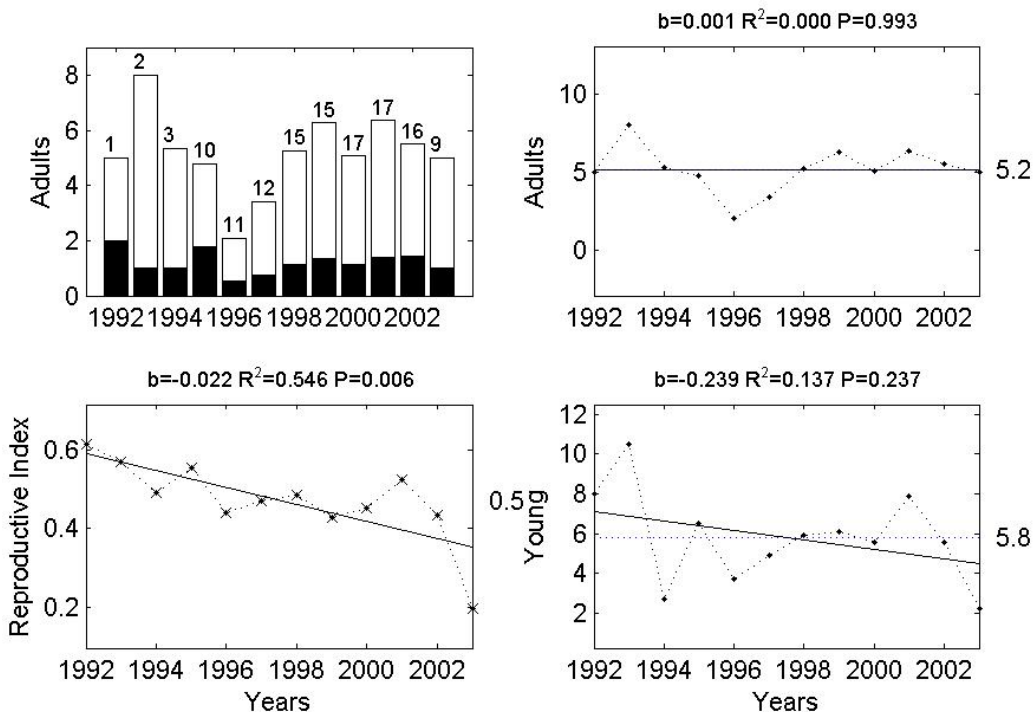 b=0.001 R²=0.000 P=0.993
8
6
4
2
0
Adults
1
2
3
10
11
12
15
15
17
17
16
9
1992 1994 1996 1998 2000 2002
10
5
0
Adults
5.2
1992 1994 1996 1998 2000 2002
b=-0.022 R²=0.546 P=0.006
0.6
0.4
0.2
Reproductive Index
0.5
1992 1994 1996 1998 2000 2002
Years
b=-0.239 R²=0.137 P=0.237
12
10
8
6
4
2
Young
5.8
1992 1994 1996 1998 2000 2002
Years